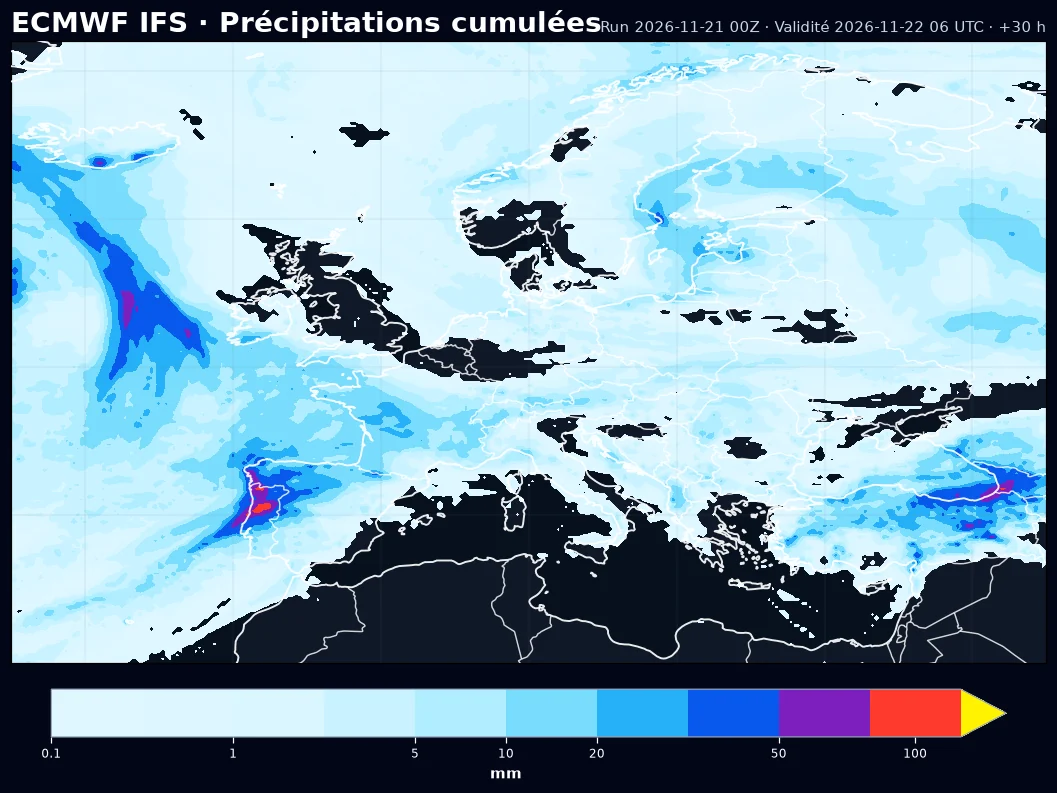 ECMWF IFS · Précipitations cumulées
Run 2026-11-21 00Z · Validité 2026-11-22 06 UTC · +30 h
0.1 1 5 10 20 50 100
mm